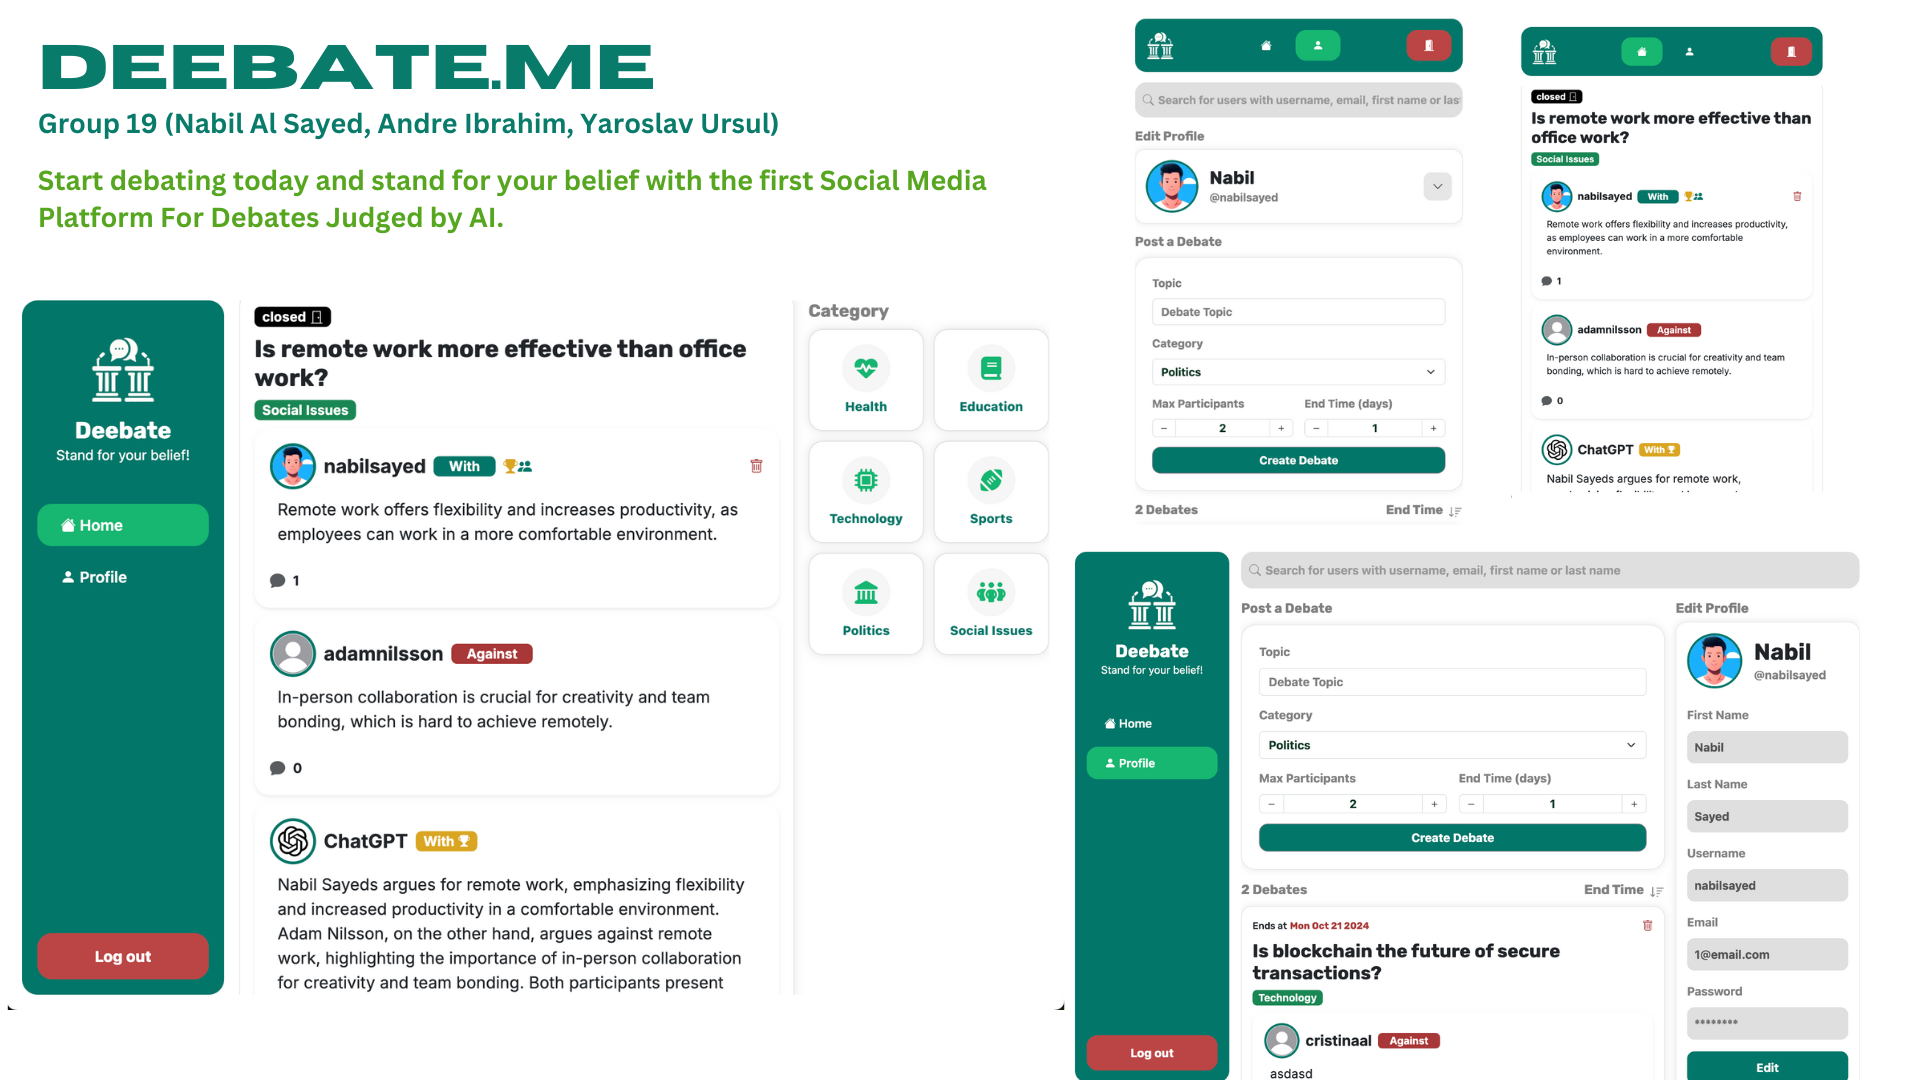 DEEBATE.ME
Group 19 (Nabil Al Sayed, Andre Ibrahim, Yaroslav Ursul)
Start debating today and stand for your belief with the first Social Media
Platform For Debates Judged by AI.
Deebate
Stand for your belief!
Home
Profile
Log out
closed
Is remote work more effective than office
work?
Social Issues
nabilsayed With
Remote work offers flexibility and increases productivity, as
employees can work in a more comfortable environment.
1
adamnilsson Against
In-person collaboration is crucial for creativity and team
bonding, which is hard to achieve remotely.
0
ChatGPT With
Nabil Sayeds argues for remote work, emphasizing flexibility
and increased productivity in a comfortable environment.
Adam Nilsson, on the other hand, argues against remote
work, highlighting the importance of in-person collaboration
for creativity and team bonding. Both participants present
Category
Health Education
Technology Sports
Politics Social Issues
Search for users with username, email, first name or las
Edit Profile
Nabil
@nabilsayed
Post a Debate
Topic
Debate Topic
Category
Politics
Max Participants End Time (days)
− 2 + − 1 +
Create Debate
2 Debates End Time
closed
Is remote work more effective than
office work?
Social Issues
nabilsayed With
Remote work offers flexibility and increases productivity,
as employees can work in a more comfortable
environment.
1
adamnilsson Against
In-person collaboration is crucial for creativity and team
bonding, which is hard to achieve remotely.
0
ChatGPT With
Nabil Sayeds argues for remote work,
Deebate
Stand for your belief!
Home
Profile
Log out
Search for users with username, email, first name or last name
Post a Debate
Topic
Debate Topic
Category
Politics
Max Participants End Time (days)
− 2 + − 1 +
Create Debate
2 Debates End Time
Ends at Mon Oct 21 2024
Is blockchain the future of secure
transactions?
Technology
cristinaal Against
asdasd
Edit Profile
Nabil
@nabilsayed
First Name
Nabil
Last Name
Sayed
Username
nabilsayed
Email
1@email.com
Password
********
Edit